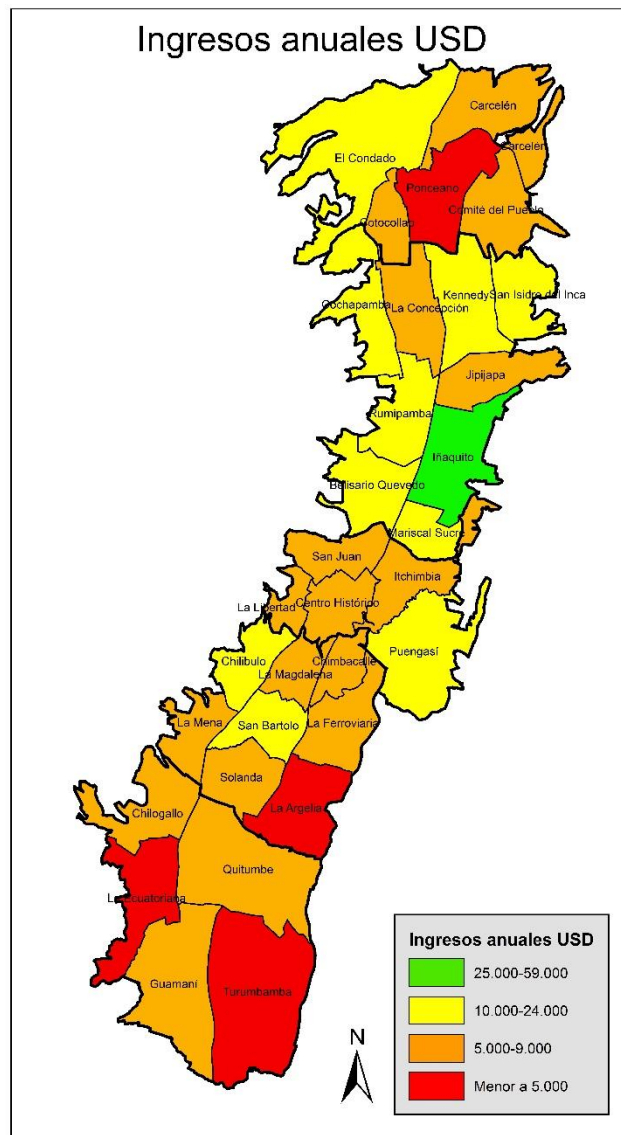 Ingresos anuales USD
Carcelén
Carcelén
El Condado
Ponceano
Comité del Pueblo
Cotocollao
Cochapamba
La Concepción
Kennedy
San Isidro del Inca
Jipijapa
Rumipamba
Iñaquito
Belisario Quevedo
Mariscal Sucre
San Juan
Itchimbia
La Libertad
Centro Histórico
Puengasí
Chilibulo
La Magdalena
Chimbacalle
La Mena
San Bartolo
La Ferroviaria
Solanda
La Argelia
Chilogallo
Quitumbe
La Ecuatoriana
Guamaní
Turumbamba
N
Ingresos anuales USD
25.000-59.000
10.000-24.000
5.000-9.000
Menor a 5.000